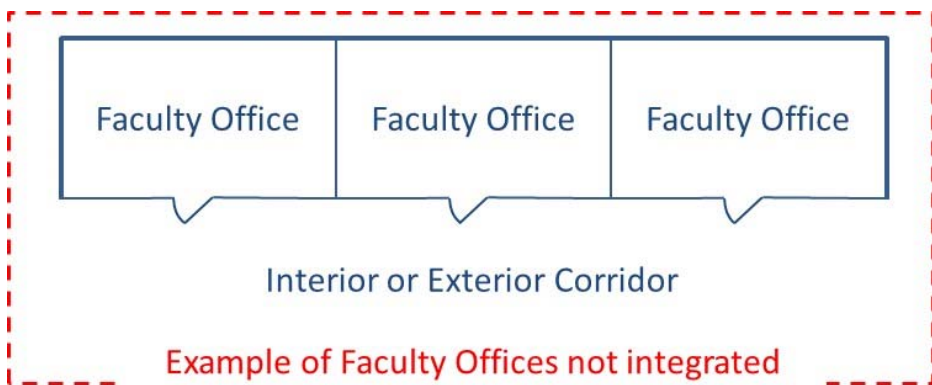 Faculty Office Faculty Office Faculty Office
Interior or Exterior Corridor
Example of Faculty Offices not integrated